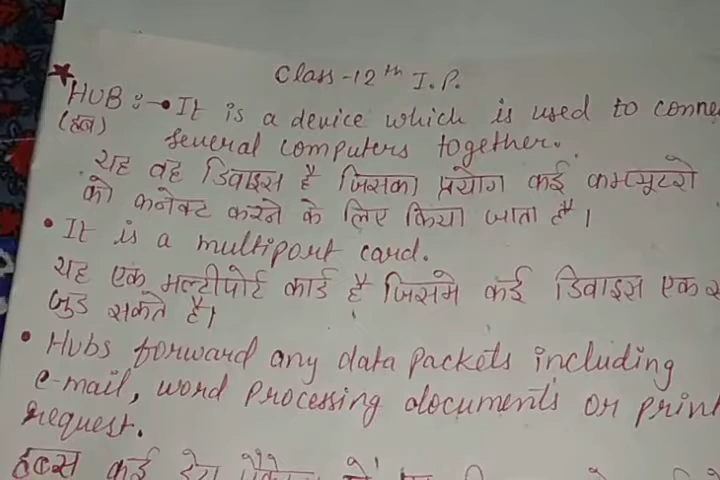 Class-12th I.P.
★ HUB:- • It is a device which is used to conne
(हब) several computers together.
यह वह डिवाइस है जिसका प्रयोग कई कम्प्यूटरो
को कनेक्ट करने के लिए किया जाता है।
• It is a multiport card.
यह एक मल्टीपोर्ट कार्ड है जिसमे कई डिवाइस एक
जुड सकते है।
• Hubs forward any data packets including
e-mail, word processing documents or print
request.
हब्स कई डेटा